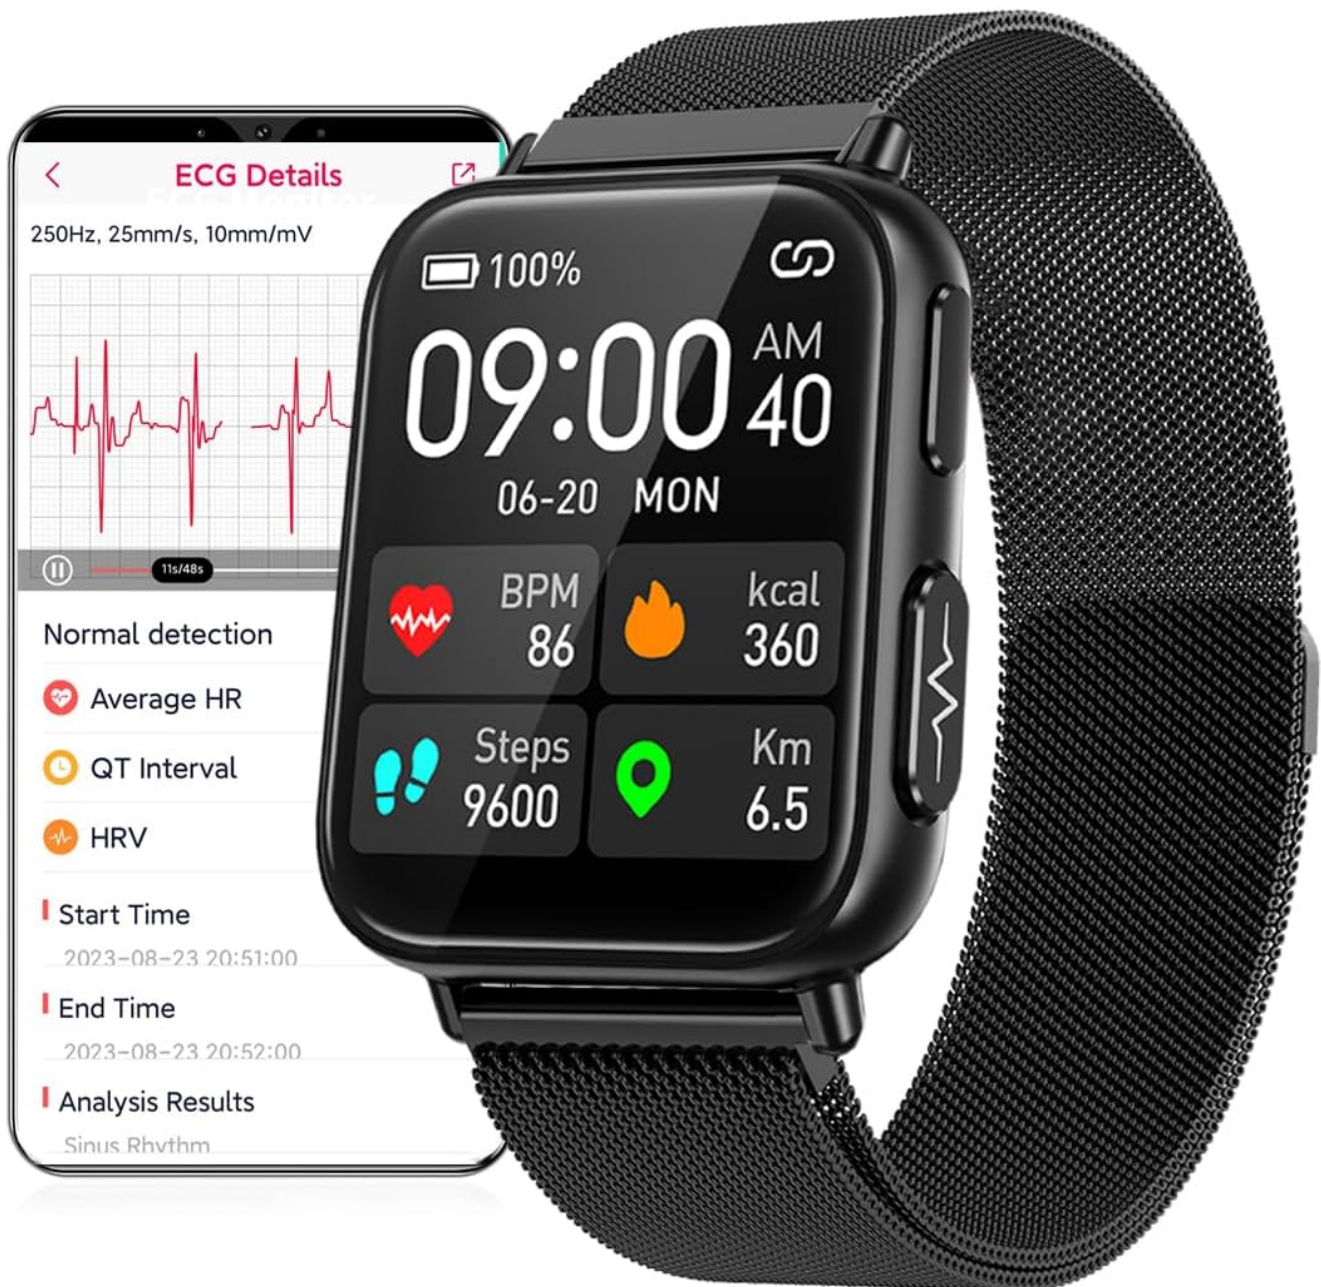 ECG Details
250Hz, 25mm/s, 10mm/mV
11s/48s
Normal detection
Average HR
QT Interval
HRV
Start Time
2023-08-23 20:51:00
End Time
2023-08-23 20:52:00
Analysis Results
Sinus Rhythm
100%
09:00 AM
40
06-20 MON
BPM
86
kcal
360
Steps
9600
Km
6.5